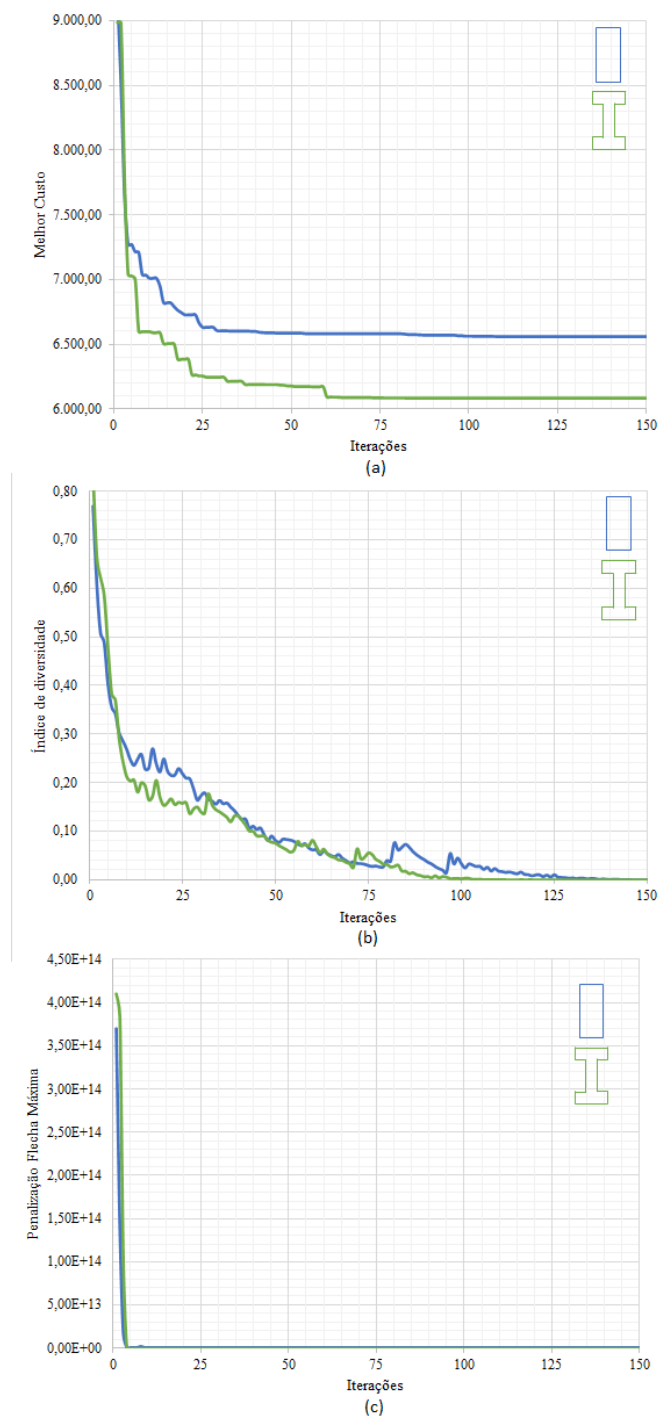 9.000,00
8.500,00
8.000,00
7.500,00
7.000,00
6.500,00
6.000,00
Melhor Custo
0 25 50 75 100 125 150
Iterações
(a)
0,80
0,70
0,60
0,50
0,40
0,30
0,20
0,10
0,00
Índice de diversidade
0 25 50 75 100 125 150
Iterações
(b)
4,50E+14
4,00E+14
3,50E+14
3,00E+14
2,50E+14
2,00E+14
1,50E+14
1,00E+14
5,00E+13
0,00E+00
Penalização Flecha Máxima
0 25 50 75 100 125 150
Iterações
(c)